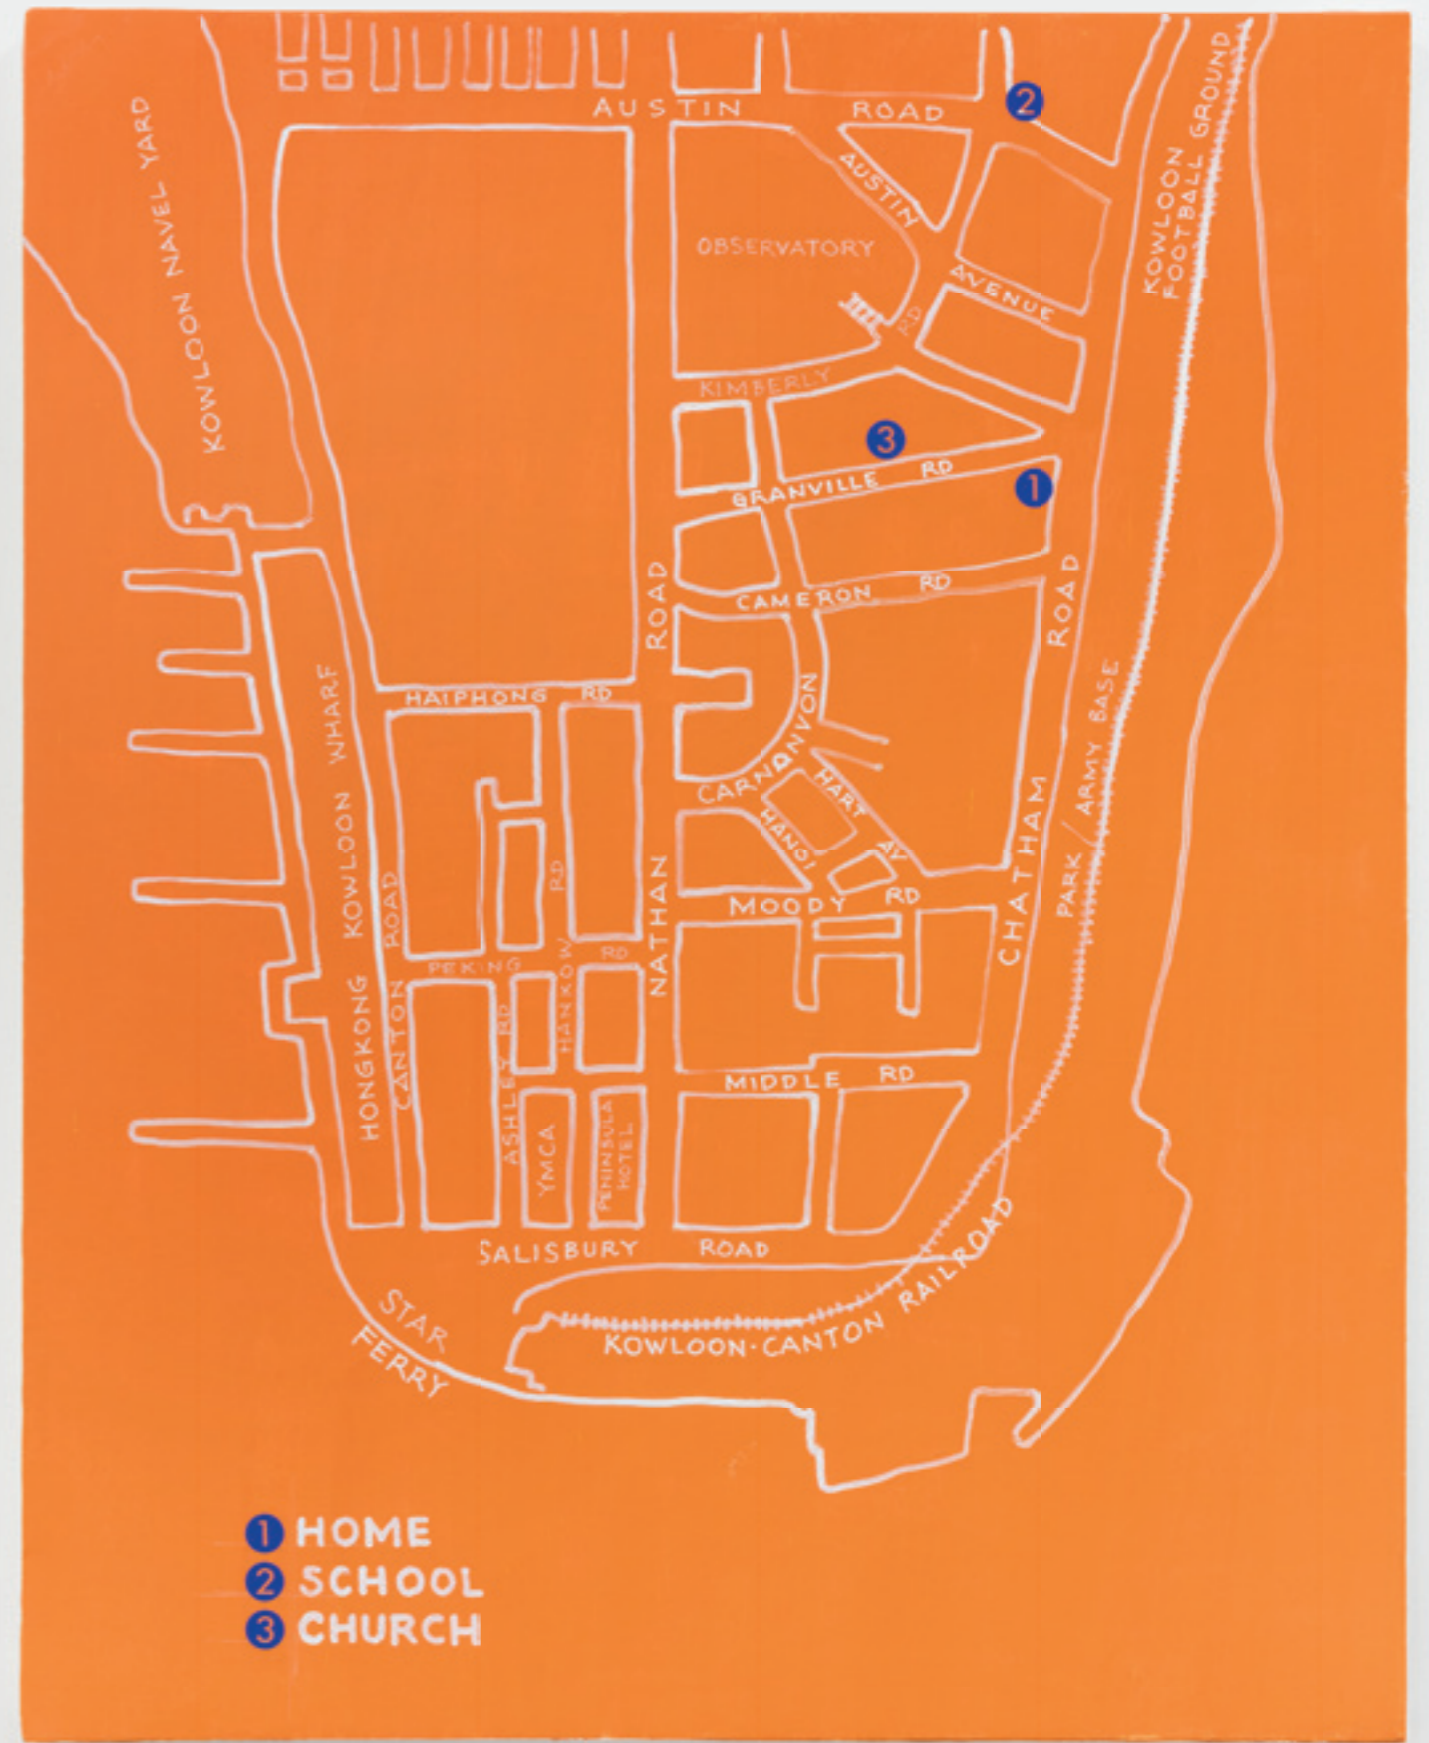 AUSTIN ROAD
2
KOWLOON NAVEL YARD
AUSTIN
AVENUE
RD
OBSERVATORY
KOWLOON
FOOTBALL GROUND
KIMBERLY
3
GRANVILLE RD
1
CAMERON RD
NATHAN ROAD
CHATHAM ROAD
HAIPHONG RD
CARNONVON
HART AV
HANOI
MOODY RD
HONGKONG KOWLOON WHARF
CANTON ROAD
PEKING RD
HANKOW RD
ASHLEY RD
PARK / ARMY BASE
MIDDLE RD
YMCA
PENINSULA
HOTEL
SALISBURY ROAD
STAR
FERRY
KOWLOON-CANTON RAILROAD
1 HOME
2 SCHOOL
3 CHURCH